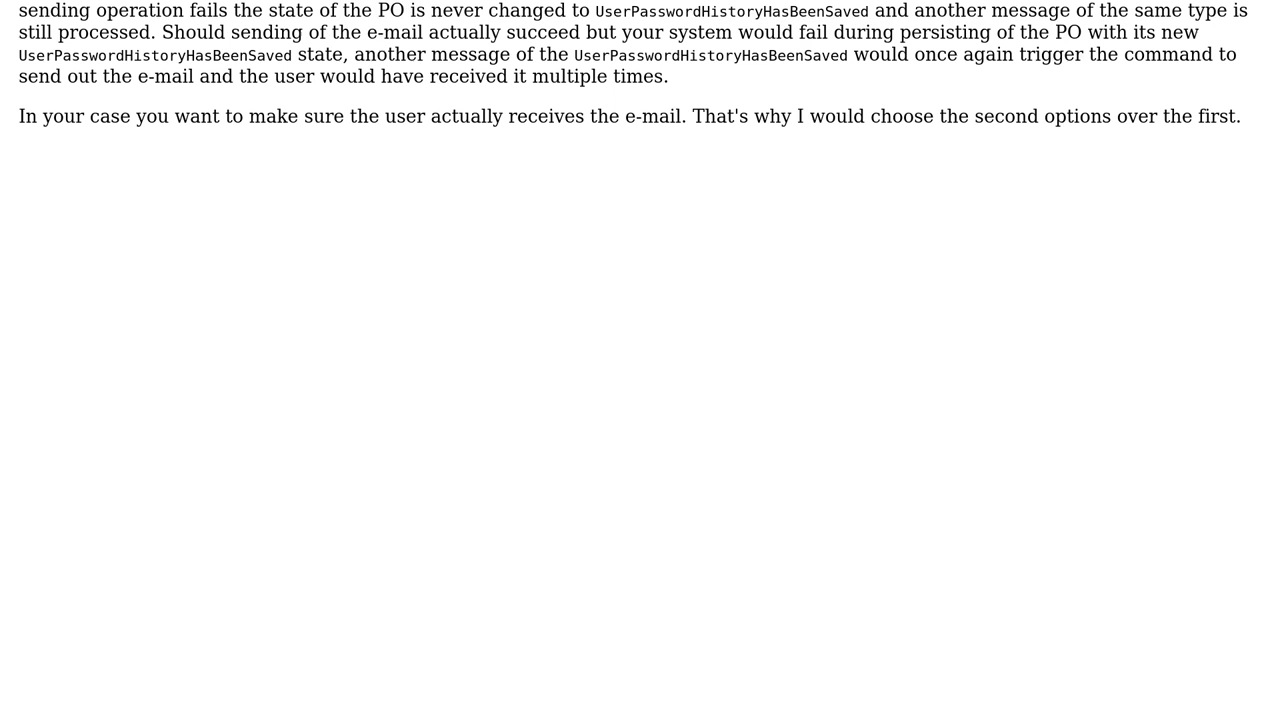 sending operation fails the state of the PO is never changed to UserPasswordHistoryHasBeenSaved and another message of the same type is
still processed. Should sending of the e-mail actually succeed but your system would fail during persisting of the PO with its new
UserPasswordHistoryHasBeenSaved state, another message of the UserPasswordHistoryHasBeenSaved would once again trigger the command to
send out the e-mail and the user would have received it multiple times.
In your case you want to make sure the user actually receives the e-mail. That's why I would choose the second options over the first.